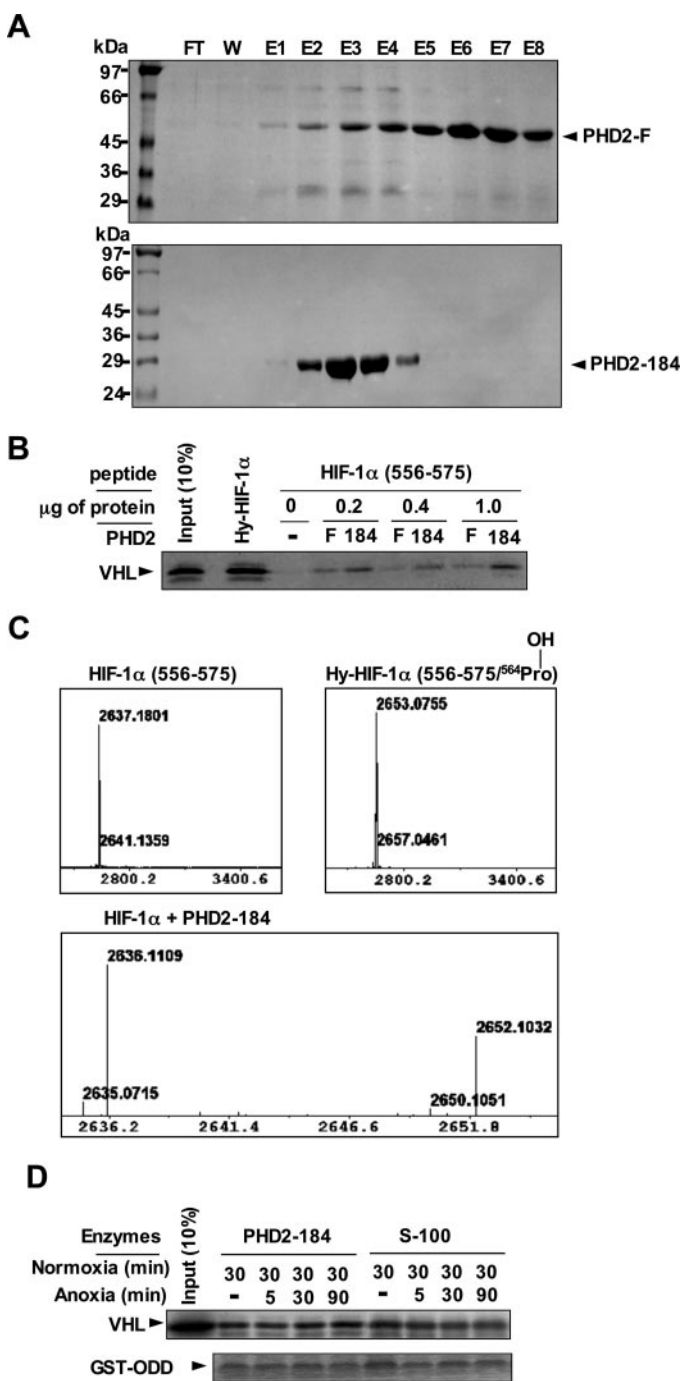 A
kDa FT W E1 E2 E3 E4 E5 E6 E7 E8
97
66
45
36
29
PHD2-F
kDa
97
66
45
36
29
24
PHD2-184
B
peptide Input (10%) Hy-HIF-1α HIF-1α (556-575)
μg of protein 0 0.2 0.4 1.0
PHD2 - F 184 F 184 F 184
VHL
C
OH
HIF-1α (556-575)
Hy-HIF-1α (556-575/564Pro)
2637.1801
2641.1359
2800.2 3400.6
2653.0755
2657.0461
2800.2 3400.6
HIF-1α + PHD2-184
2636.1109
2635.0715
2652.1032
2650.1051
2636.2 2641.4 2646.6 2651.8
D
Enzymes Input (10%) PHD2-184 S-100
Normoxia (min) 30 30 30 30 30 30 30 30
Anoxia (min) - 5 30 90 - 5 30 90
VHL
GST-ODD